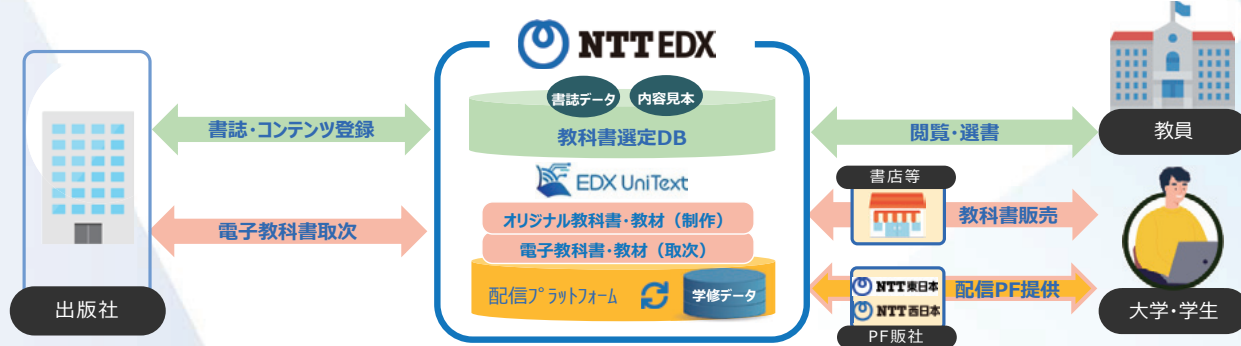 NTT EDX
書誌データ
内容見本
教科書選定DB
EDX UniText
オリジナル教科書・教材（制作）
電子教科書・教材（取次）
配信プラットフォーム
学修データ
書誌・コンテンツ登録
電子教科書取次
出版社
閲覧・選書
教員
書店等
教科書販売
NTT東日本
NTT西日本
配信PF提供
PF販社
大学・学生